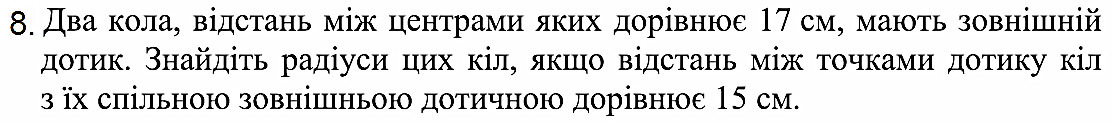 8. Два кола, відстань між центрами яких дорівнює 17 см, мають зовнішній
дотик. Знайдіть радіуси цих кіл, якщо відстань між точками дотику кіл
з їх спільною зовнішньою дотичною дорівнює 15 см.